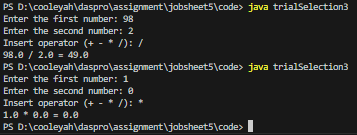 PS D:\cooleyah\daspro\assignment\jobsheet5\code> java trialSelection3
Enter the first number: 98
Enter the second number: 2
Insert operator (+ - * /): /
98.0 / 2.0 = 49.0
PS D:\cooleyah\daspro\assignment\jobsheet5\code> java trialSelection3
Enter the first number: 1
Enter the second number: 0
Insert operator (+ - * /): *
1.0 * 0.0 = 0.0
PS D:\cooleyah\daspro\assignment\jobsheet5\code>